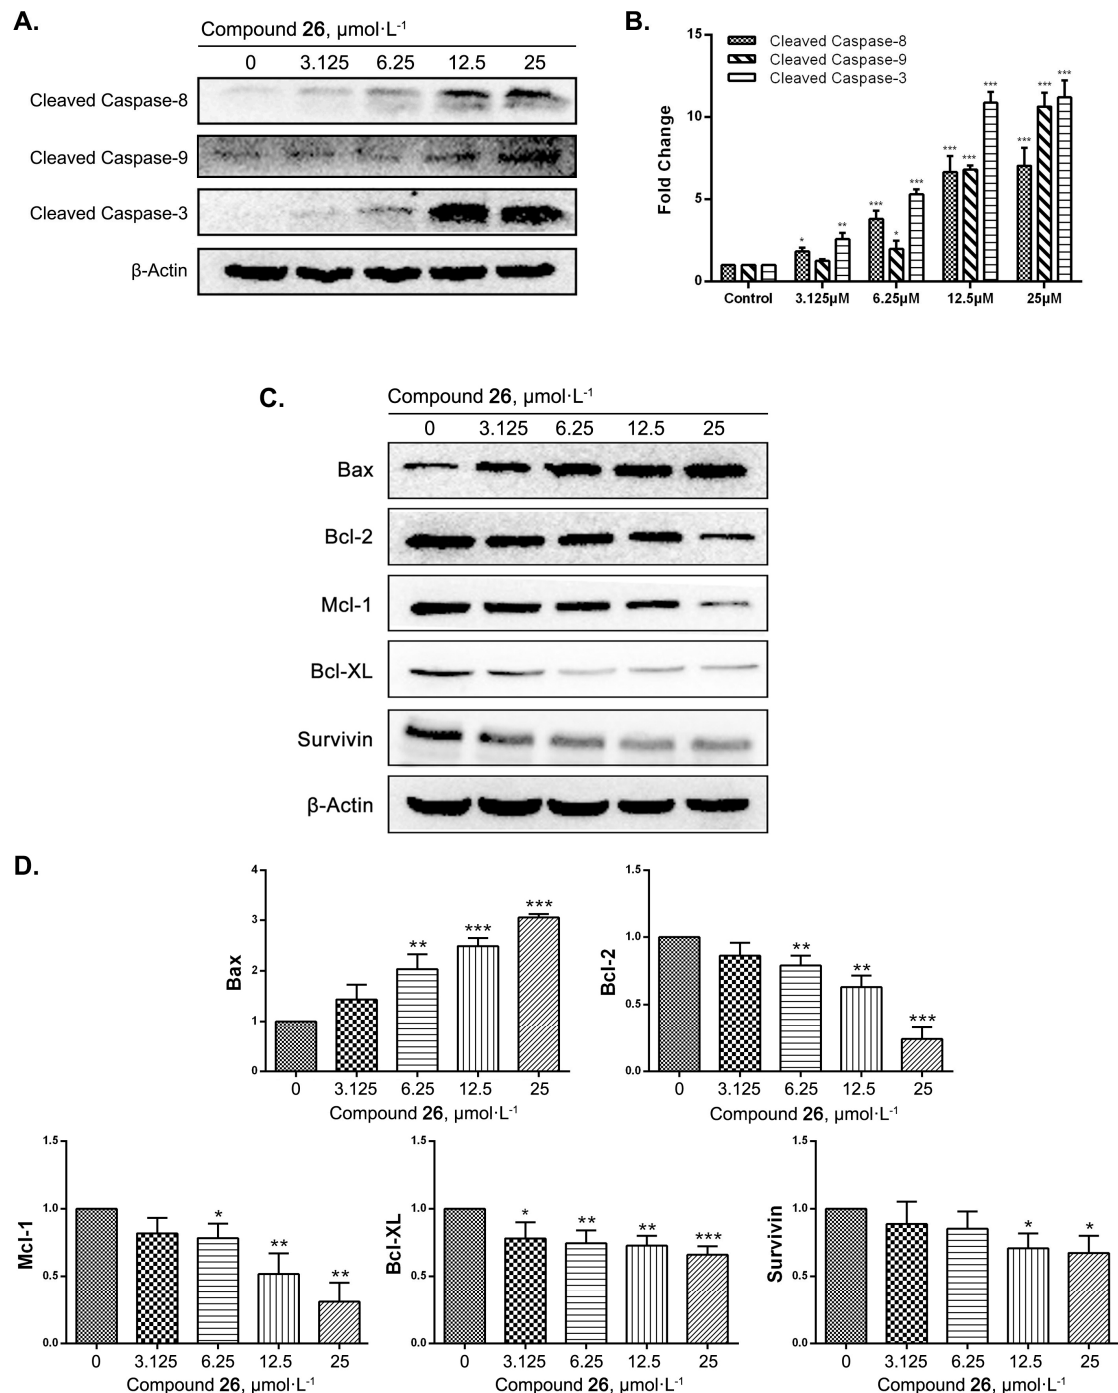 A.
Compound 26, µmol·L-1
0 3.125 6.25 12.5 25
Cleaved Caspase-8
Cleaved Caspase-9
Cleaved Caspase-3
β-Actin
B.
Fold Change
15
10
5
0
Cleaved Caspase-8
Cleaved Caspase-9
Cleaved Caspase-3
* **
*** * ***
*** *** ***
*** *** ***
Control 3.125µM 6.25µM 12.5µM 25µM
C.
Compound 26, µmol·L-1
0 3.125 6.25 12.5 25
Bax
Bcl-2
Mcl-1
Bcl-XL
Survivin
β-Actin
D.
Bax
4
3
2
1
0
** *** ***
0 3.125 6.25 12.5 25
Compound 26, µmol·L-1
Bcl-2
1.5
1.0
0.5
0.0
** ** ***
0 3.125 6.25 12.5 25
Compound 26, µmol·L-1
Mcl-1
1.5
1.0
0.5
0.0
* ** **
0 3.125 6.25 12.5 25
Compound 26, µmol·L-1
Bcl-XL
1.5
1.0
0.5
0.0
* ** ** ***
0 3.125 6.25 12.5 25
Compound 26, µmol·L-1
Survivin
1.5
1.0
0.5
0.0
* *
0 3.125 6.25 12.5 25
Compound 26, µmol·L-1